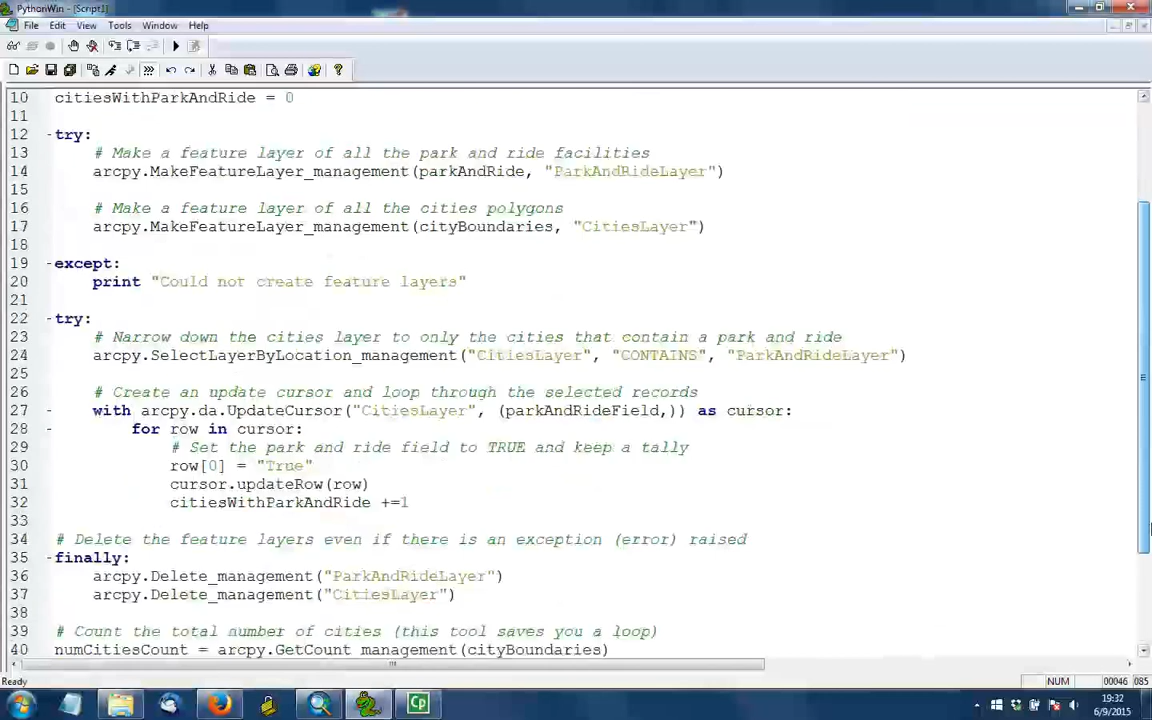 PythonWin - [Script1]
File Edit View Tools Window Help
10 citiesWithParkAndRide = 0
11
12 -try:
13 # Make a feature layer of all the park and ride facilities
14 arcpy.MakeFeatureLayer_management(parkAndRide, "ParkAndRideLayer")
15
16 # Make a feature layer of all the cities polygons
17 arcpy.MakeFeatureLayer_management(cityBoundaries, "CitiesLayer")
18
19 -except:
20 print "Could not create feature layers"
21
22 -try:
23 # Narrow down the cities layer to only the cities that contain a park and ride
24 arcpy.SelectLayerByLocation_management("CitiesLayer", "CONTAINS", "ParkAndRideLayer")
25
26 # Create an update cursor and loop through the selected records
27 - with arcpy.da.UpdateCursor("CitiesLayer", (parkAndRideField,)) as cursor:
28 - for row in cursor:
29 # Set the park and ride field to TRUE and keep a tally
30 row[0] = "True"
31 cursor.updateRow(row)
32 citiesWithParkAndRide +=1
33
34 # Delete the feature layers even if there is an exception (error) raised
35 -finally:
36 arcpy.Delete_management("ParkAndRideLayer")
37 arcpy.Delete_management("CitiesLayer")
38
39 # Count the total number of cities (this tool saves you a loop)
40 numCitiesCount = arcpy.GetCount_management(cityBoundaries)
Ready NUM 00046 085
Cp
19:32
6/9/2015